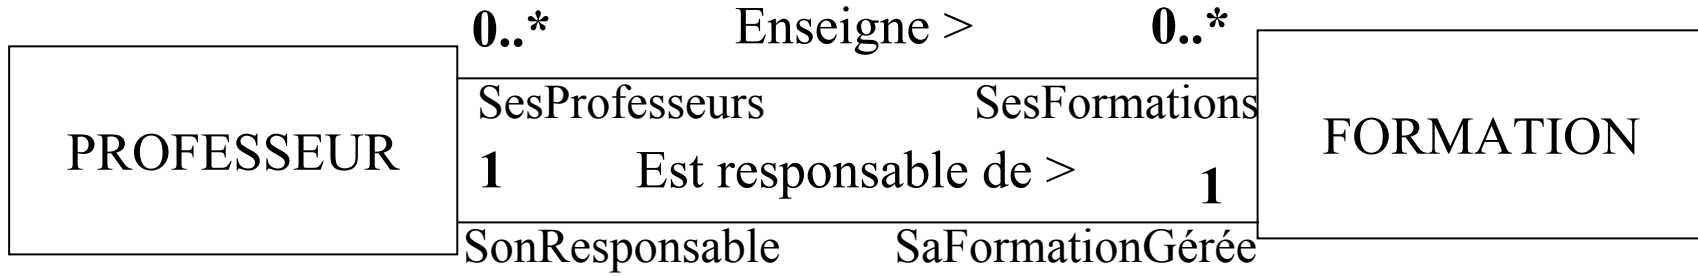 0..* Enseigne > 0..*
SesProfesseurs SesFormations
PROFESSEUR FORMATION
1 Est responsable de > 1
SonResponsable SaFormationGérée